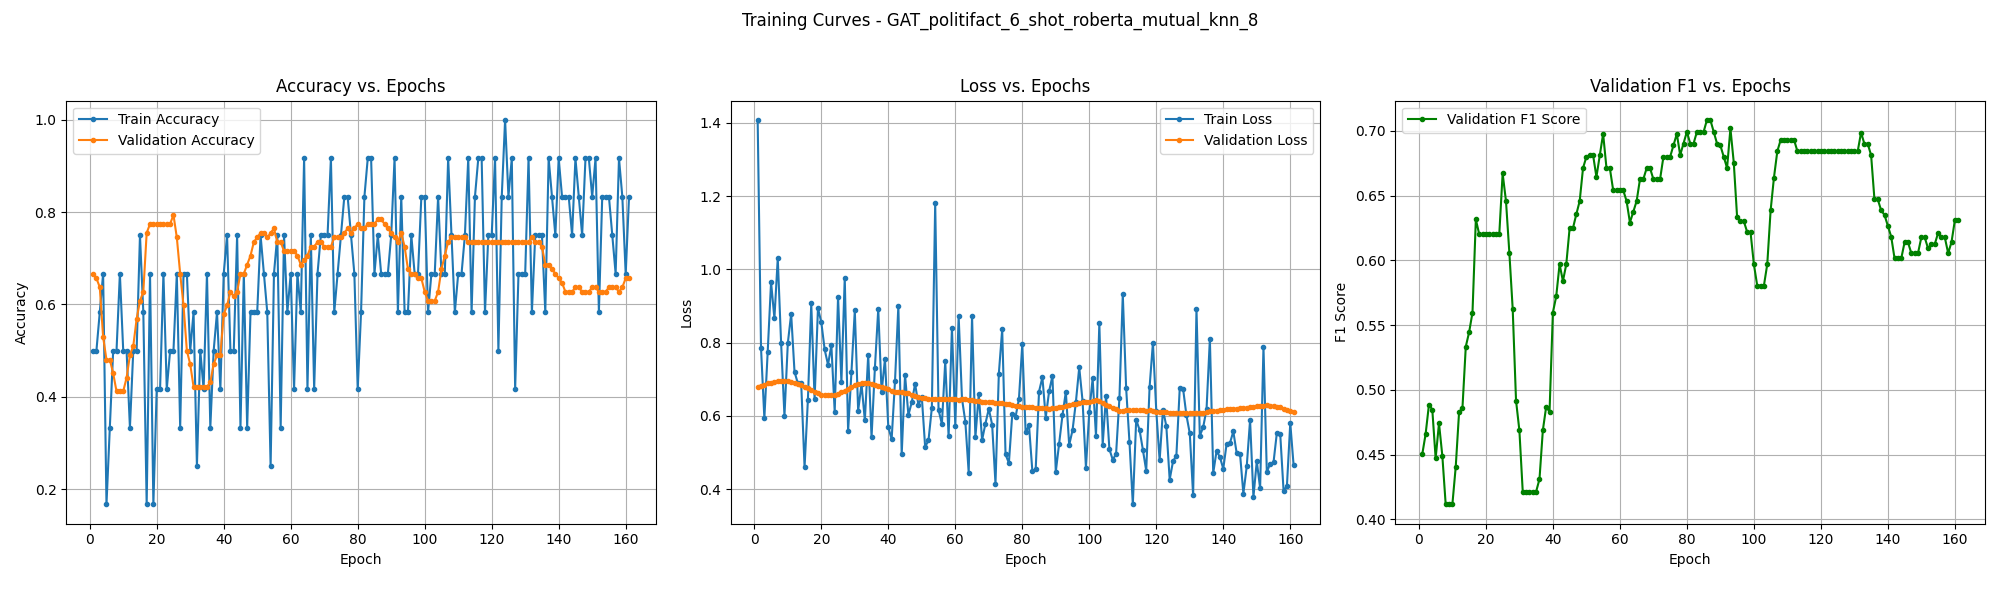 Training Curves - GAT_politifact_6_shot_roberta_mutual_knn_8
Accuracy vs. Epochs
Train Accuracy
Validation Accuracy
1.0
0.8
0.6
0.4
0.2
Accuracy
0 20 40 60 80 100 120 140 160
Epoch
Loss vs. Epochs
Train Loss
Validation Loss
1.4
1.2
1.0
0.8
0.6
0.4
Loss
0 20 40 60 80 100 120 140 160
Epoch
Validation F1 vs. Epochs
Validation F1 Score
0.70
0.65
0.60
0.55
0.50
0.45
0.40
F1 Score
0 20 40 60 80 100 120 140 160
Epoch